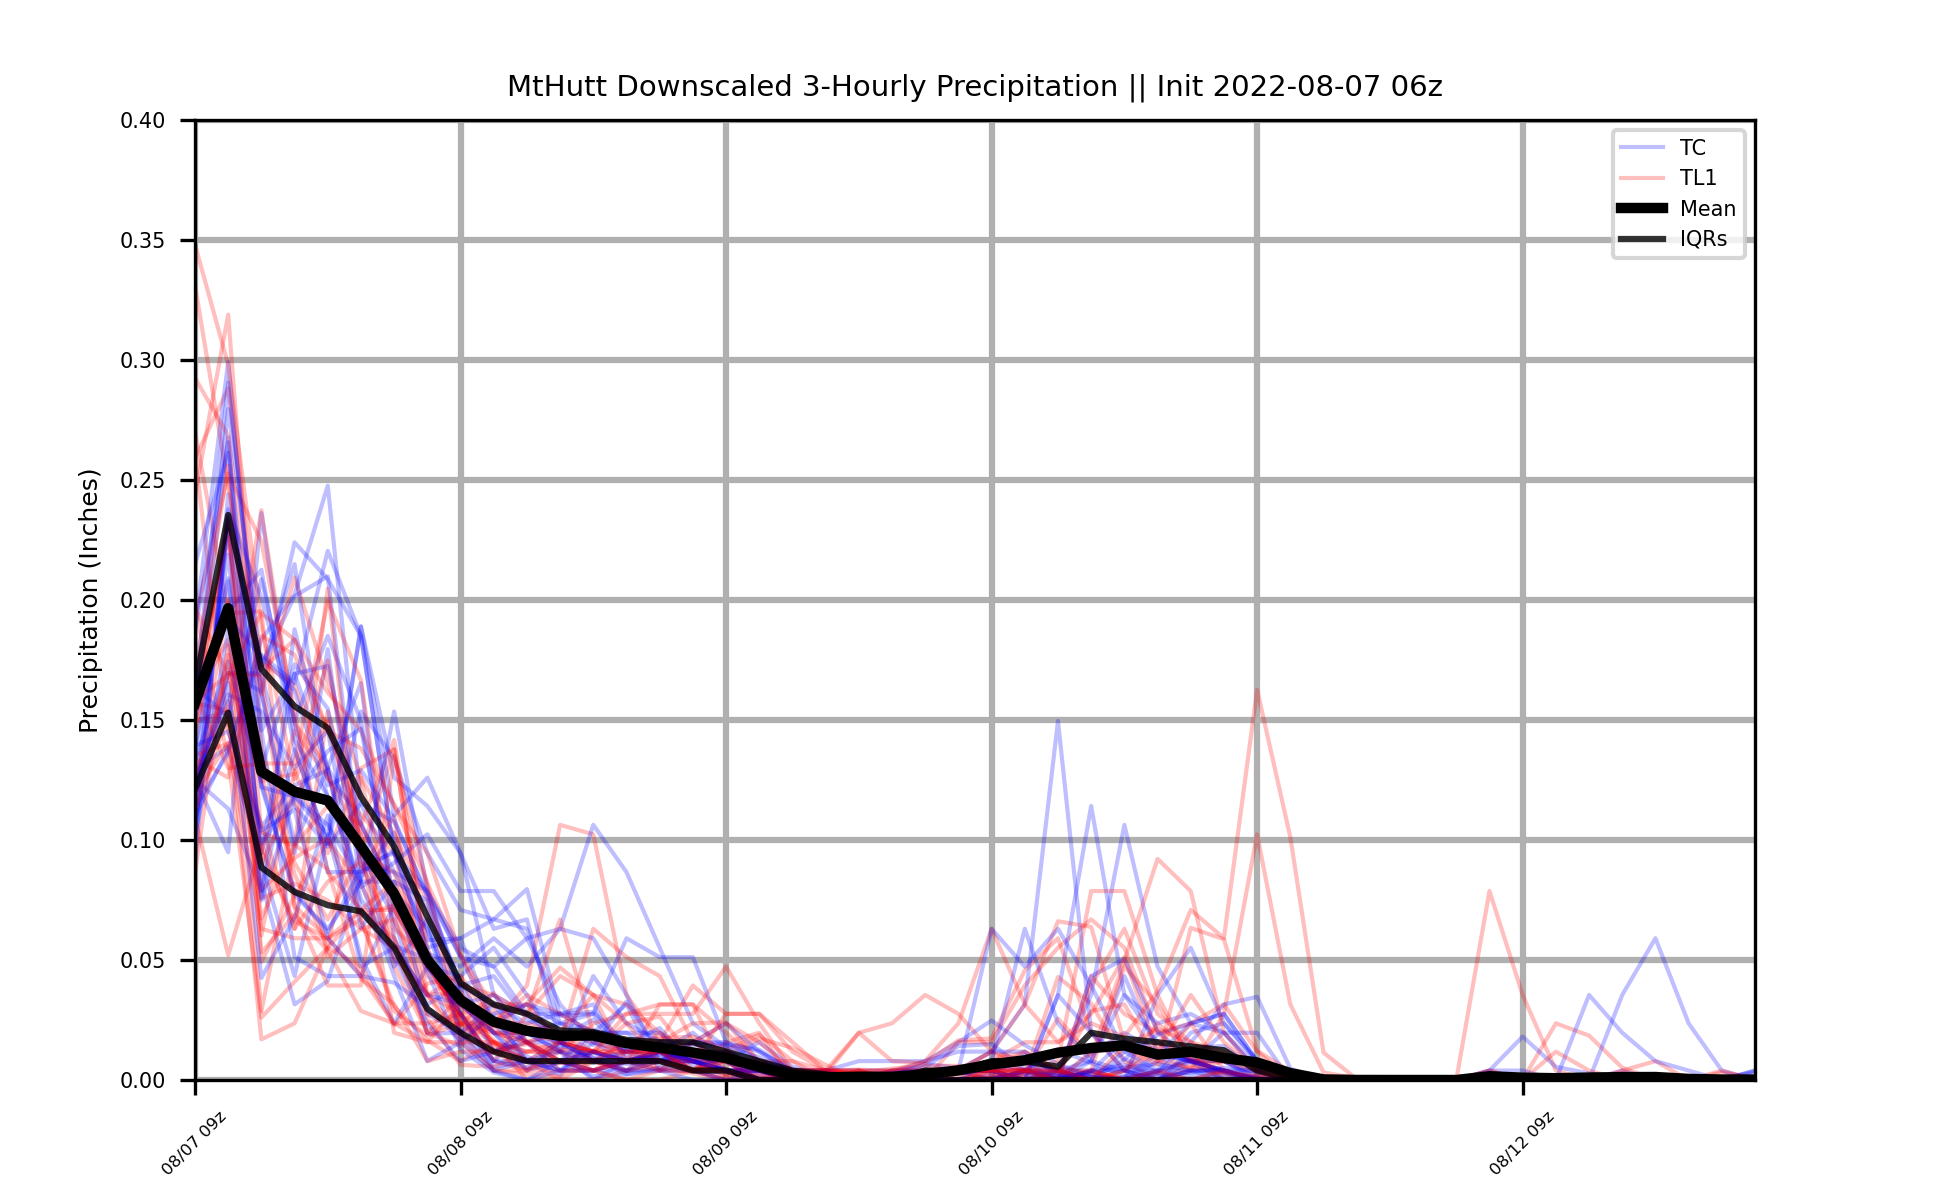 MtHutt Downscaled 3-Hourly Precipitation || Init 2022-08-07 06z
TC
TL1
Mean
IQRs
Precipitation (Inches)
0.40
0.35
0.30
0.25
0.20
0.15
0.10
0.05
0.00
08/07 09z
08/08 09z
08/09 09z
08/10 09z
08/11 09z
08/12 09z